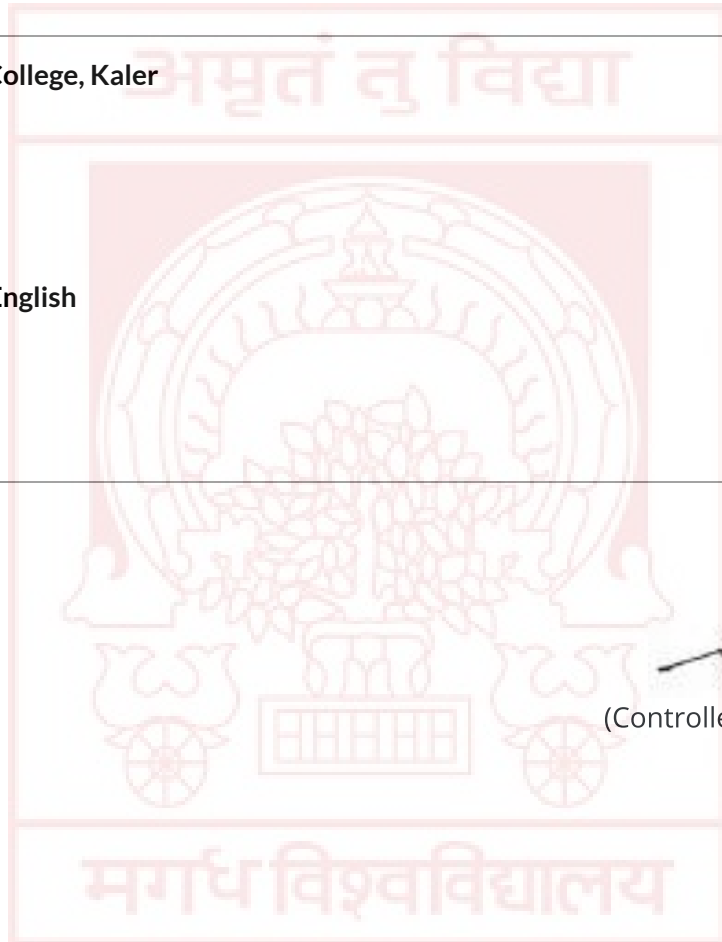 अमृतं तु विद्या
College, Kaler
English
(Controlle
मगध विश्वविद्यालय